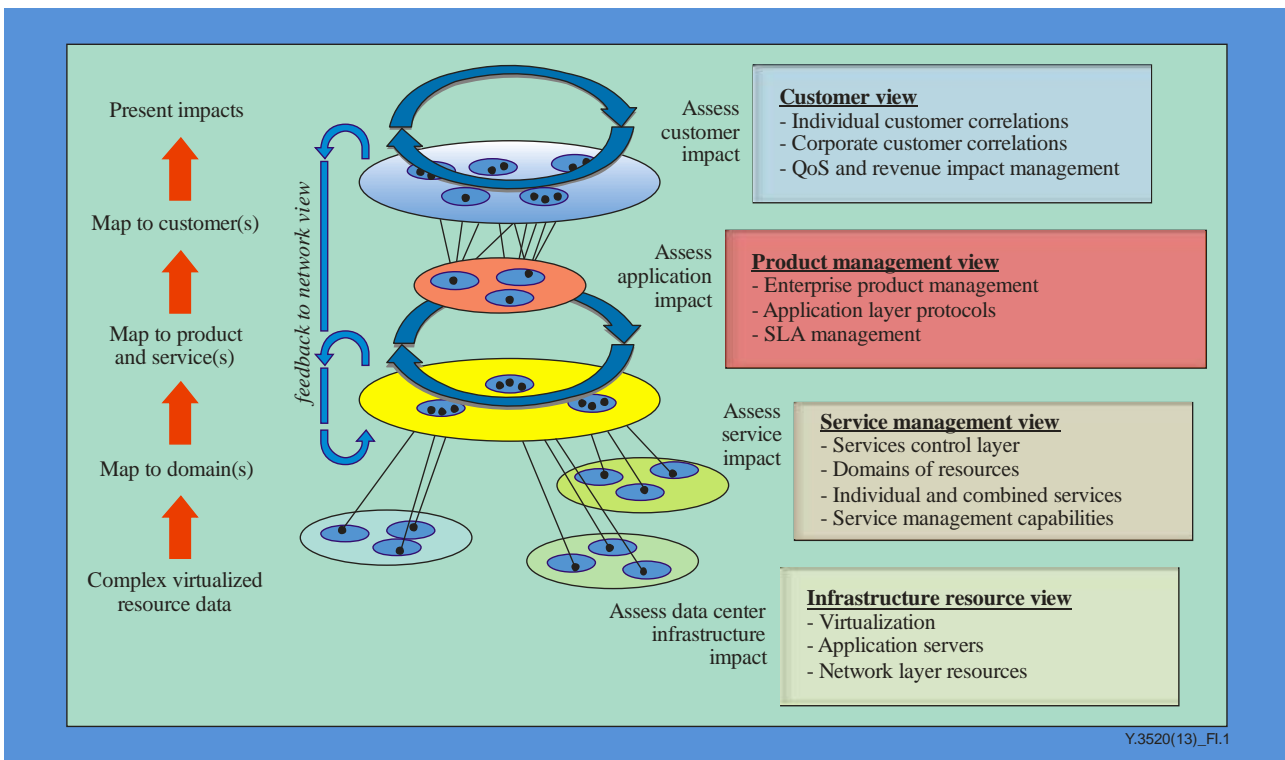 Present impacts
Map to customer(s)
Map to product
and service(s)
Map to domain(s)
Complex virtualized
resource data
feedback to network view
Assess
customer
impact
Customer view
- Individual customer correlations
- Corporate customer correlations
- QoS and revenue impact management
Assess
application
impact
Product management view
- Enterprise product management
- Application layer protocols
- SLA management
Assess
service
impact
Service management view
- Services control layer
- Domains of resources
- Individual and combined services
- Service management capabilities
Assess data center
infrastructure
impact
Infrastructure resource view
- Virtualization
- Application servers
- Network layer resources
Y.3520(13)_FI.1